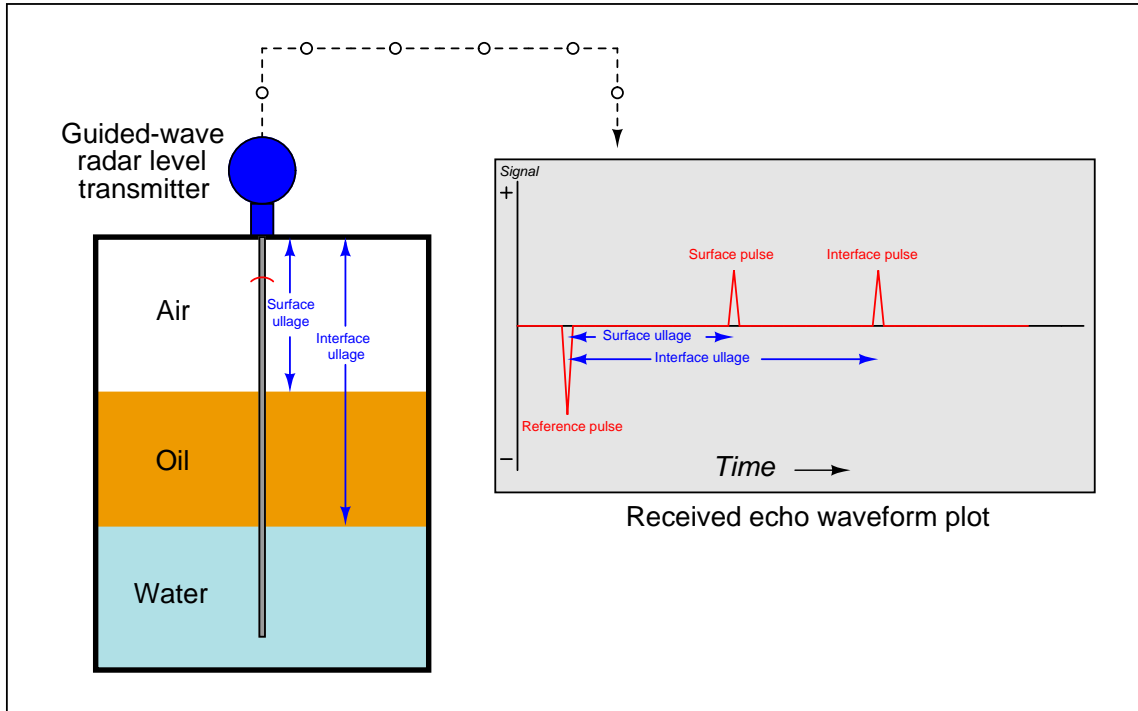 Guided-wave
radar level
transmitter
Air
Surface
ullage
Interface
ullage
Oil
Water
Signal
+
Surface pulse
Interface pulse
Surface ullage
Interface ullage
Reference pulse
−
Time
Received echo waveform plot